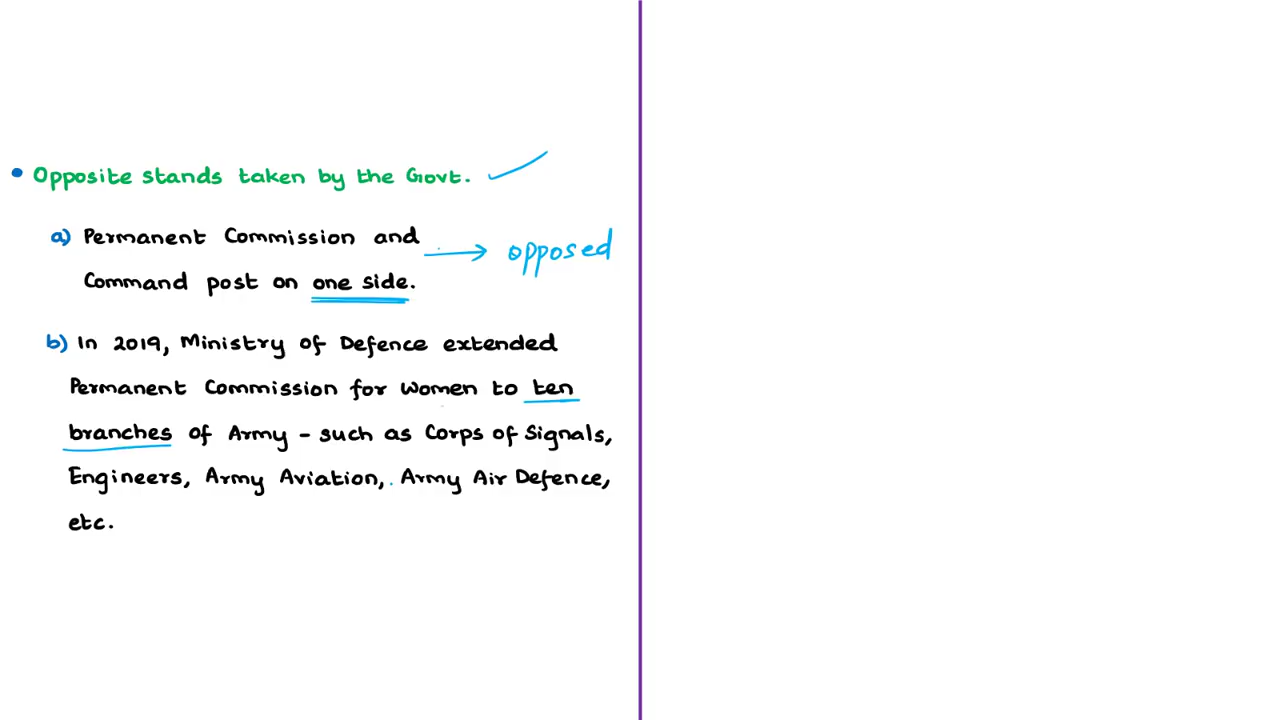 • Opposite stands taken by the Govt.
a) Permanent Commission and
Command post on one side.
→ opposed
b) In 2019, Ministry of Defence extended
Permanent Commission for women to ten
branches of Army - such as Corps of Signals,
Engineers, Army Aviation, Army Air Defence,
etc.